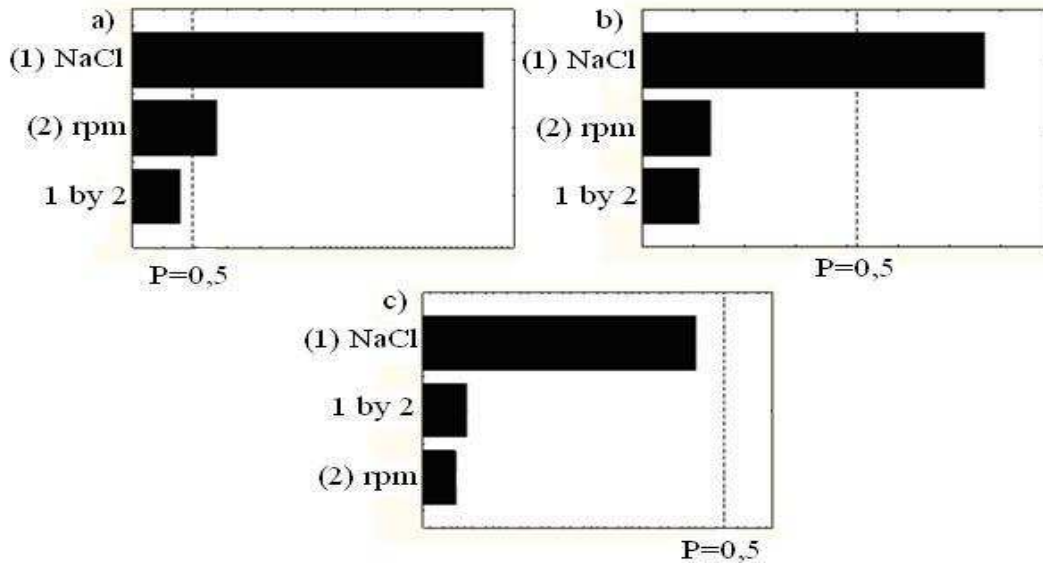 a)
(1) NaCl
(2) rpm
1 by 2
P=0,5
b)
(1) NaCl
(2) rpm
1 by 2
P=0,5
c)
(1) NaCl
1 by 2
(2) rpm
P=0,5